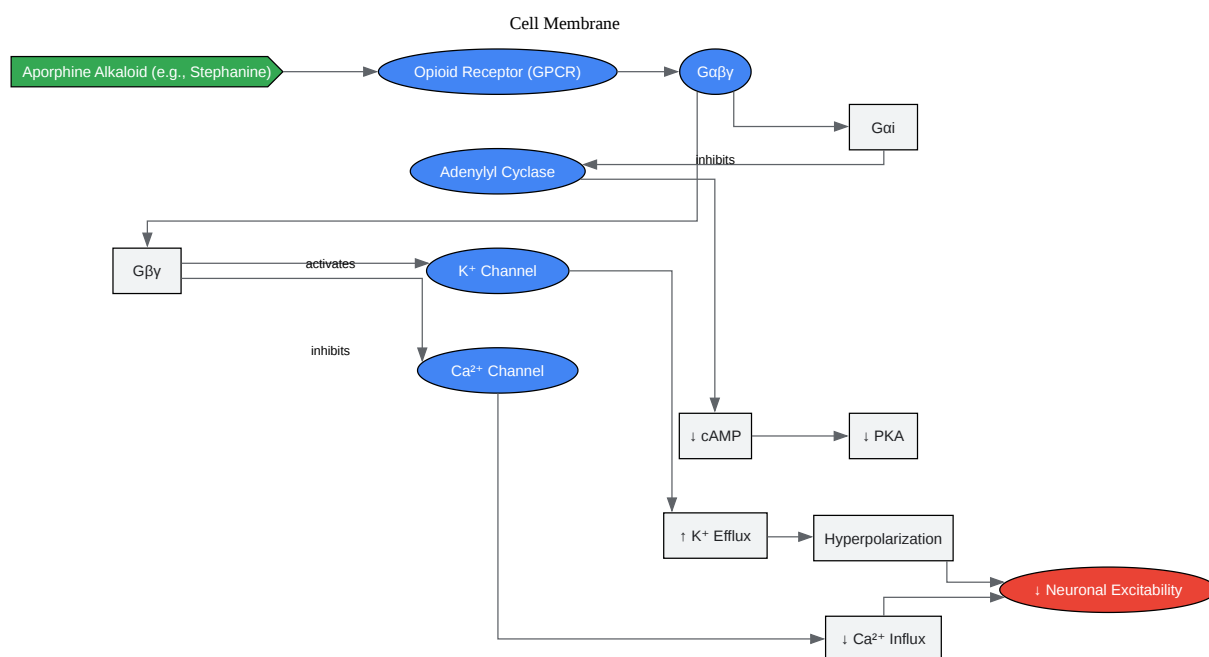 Cell Membrane
Aporphine Alkaloid (e.g., Stephanine)
Opioid Receptor (GPCR)
Gαβγ
Gαi
inhibits
Adenylyl Cyclase
Gβγ
activates
K⁺ Channel
inhibits
Ca²⁺ Channel
↓ cAMP
↓ PKA
↑ K⁺ Efflux
Hyperpolarization
↓ Neuronal Excitability
↓ Ca²⁺ Influx